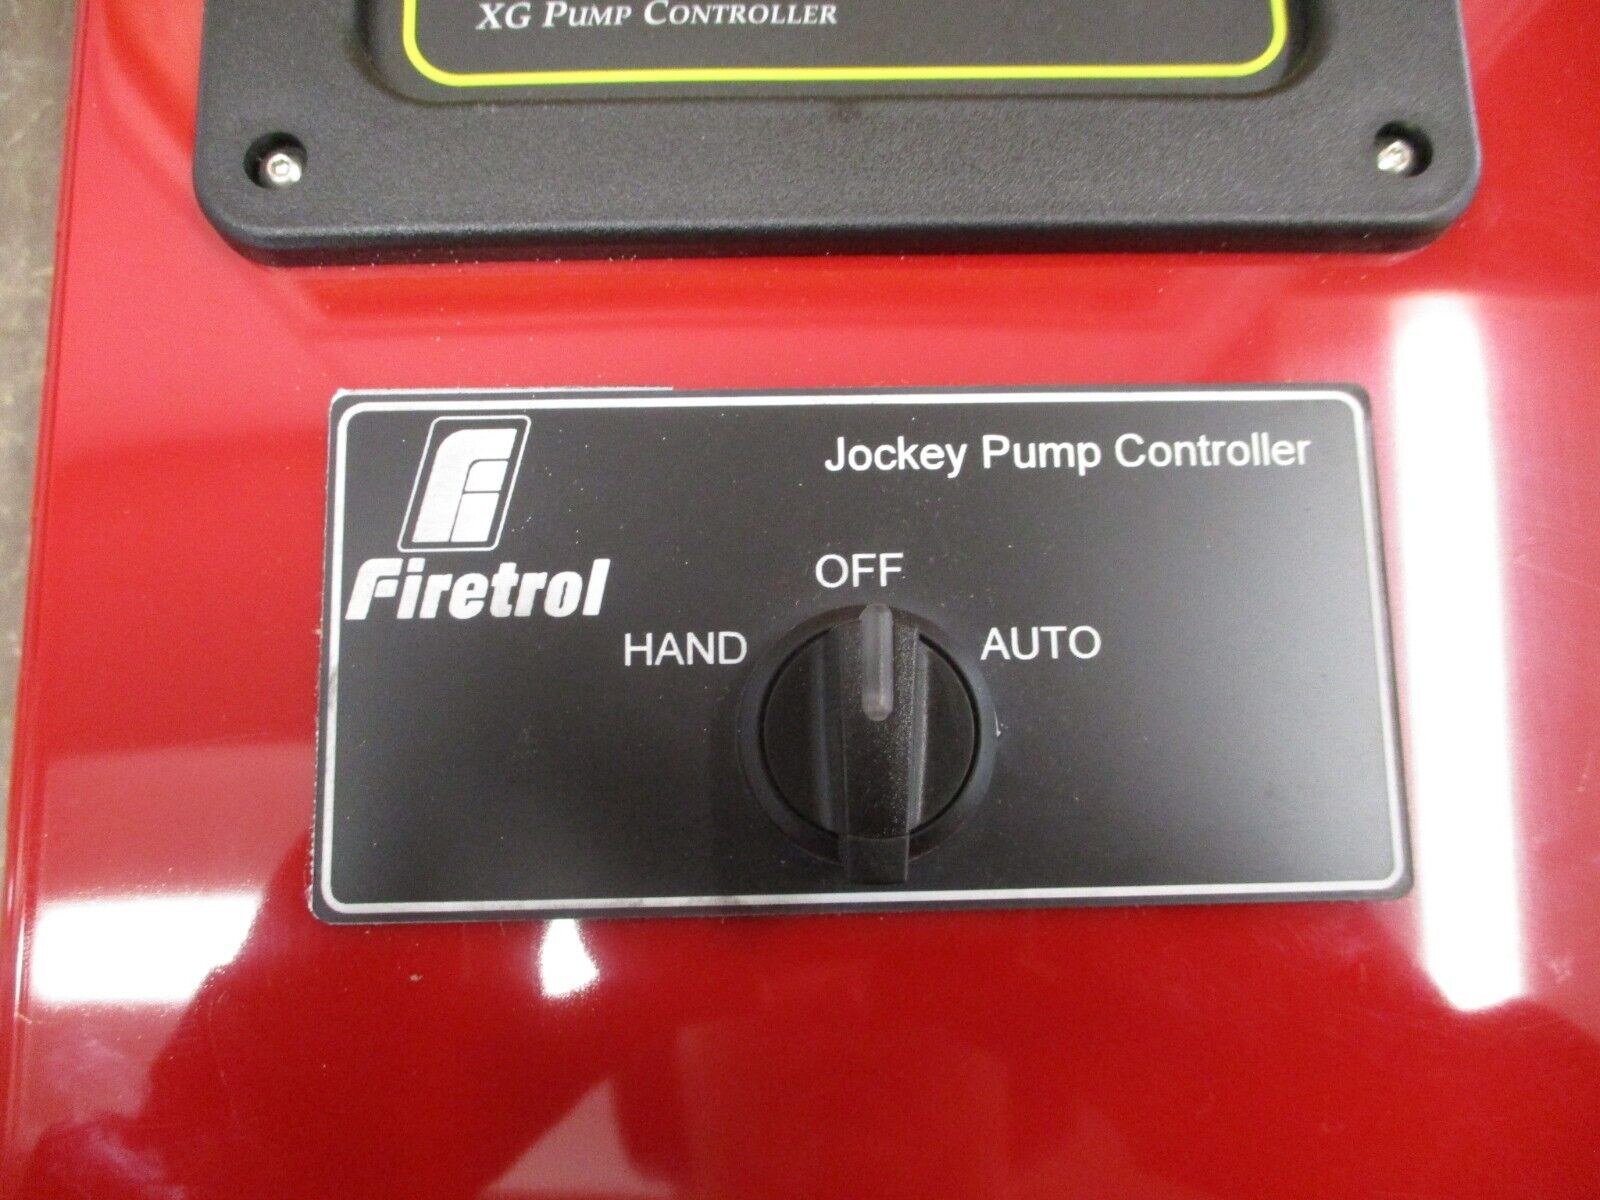 XG PUMP CONTROLLER
Jockey Pump Controller
Firetrol
OFF
HAND
AUTO